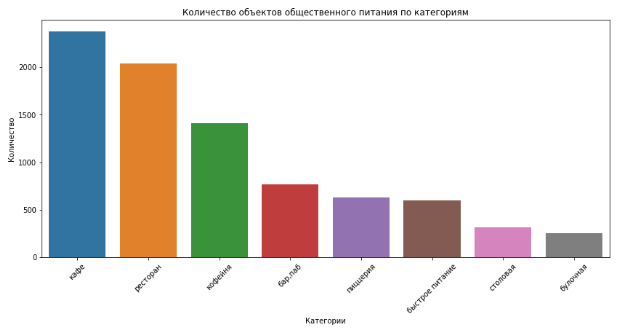 Количество объектов общественного питания по категориям
Количество
2000
1500
1000
500
0
кафе
ресторан
кофейня
бар,паб
пиццерия
быстрое питание
столовая
булочная
Категории